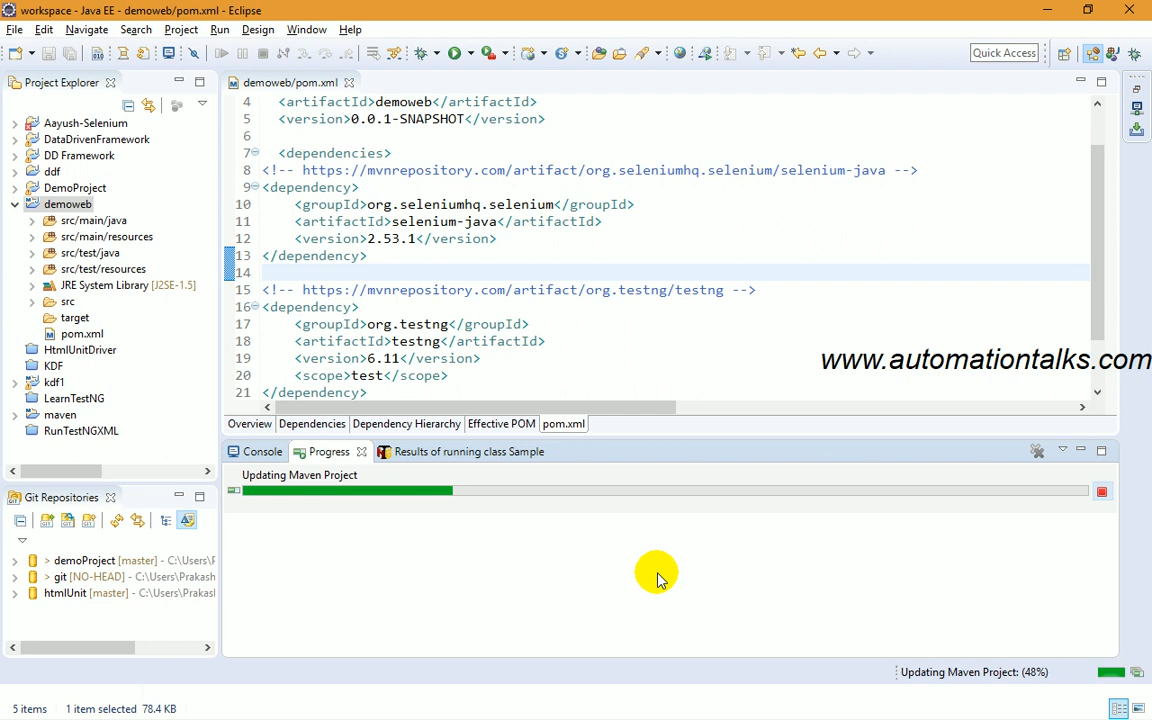 workspace - Java EE - demoweb/pom.xml - Eclipse
File Edit Navigate Search Project Run Design Window Help
Quick Access
Project Explorer
demoweb/pom.xml
Aayush-Selenium
DataDrivenFramework
DD Framework
ddf
DemoProject
demoweb
src/main/java
src/main/resources
src/test/java
src/test/resources
JRE System Library [J2SE-1.5]
src
target
pom.xml
HtmlUnitDriver
KDF
kdf1
LearnTestNG
maven
RunTestNGXML
4 <artifactId>demoweb</artifactId>
5 <version>0.0.1-SNAPSHOT</version>
6
7 <dependencies>
8 <!-- https://mvnrepository.com/artifact/org.seleniumhq.selenium/selenium-java -->
9 <dependency>
10 <groupId>org.seleniumhq.selenium</groupId>
11 <artifactId>selenium-java</artifactId>
12 <version>2.53.1</version>
13 </dependency>
14
15 <!-- https://mvnrepository.com/artifact/org.testng/testng -->
16 <dependency>
17 <groupId>org.testng</groupId>
18 <artifactId>testng</artifactId>
19 <version>6.11</version>
20 <scope>test</scope>
21 </dependency>
www.automationtalks.com
Overview Dependencies Dependency Hierarchy Effective POM pom.xml
Console Progress Results of running class Sample
Updating Maven Project
Git Repositories
> demoProject [master] - C:\Users\P
> git [NO-HEAD] - C:\Users\Prakash
htmlUnit [master] - C:\Users\Prakas
Updating Maven Project: (48%)
5 items 1 item selected 78.4 KB